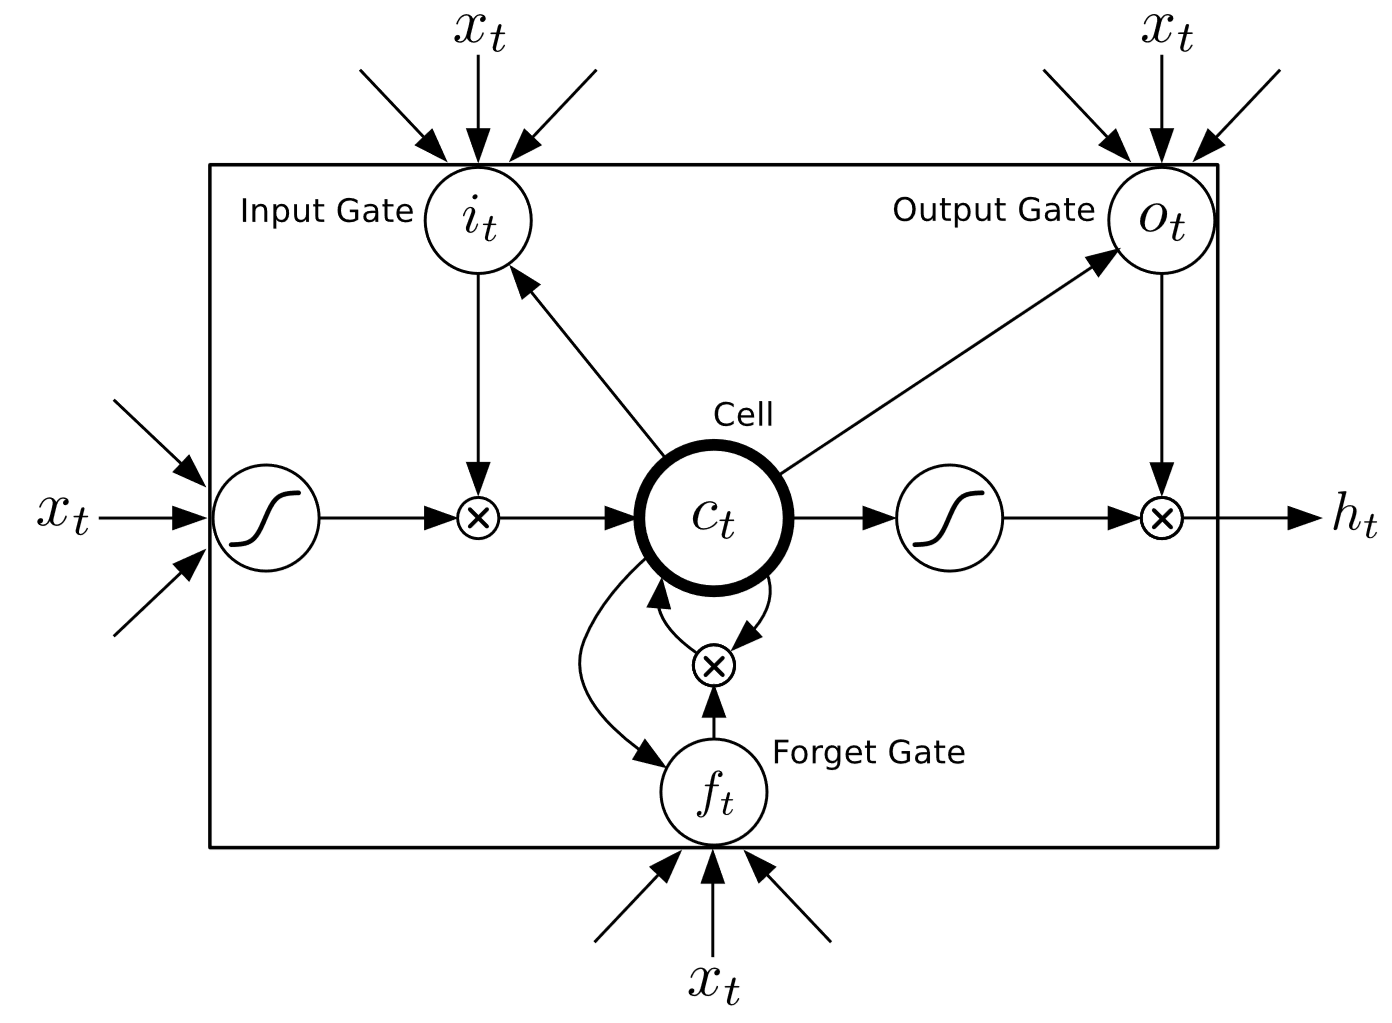 x_t x_t
Input Gate i_t Output Gate o_t
Cell
x_t c_t h_t
Forget Gate
f_t
x_t